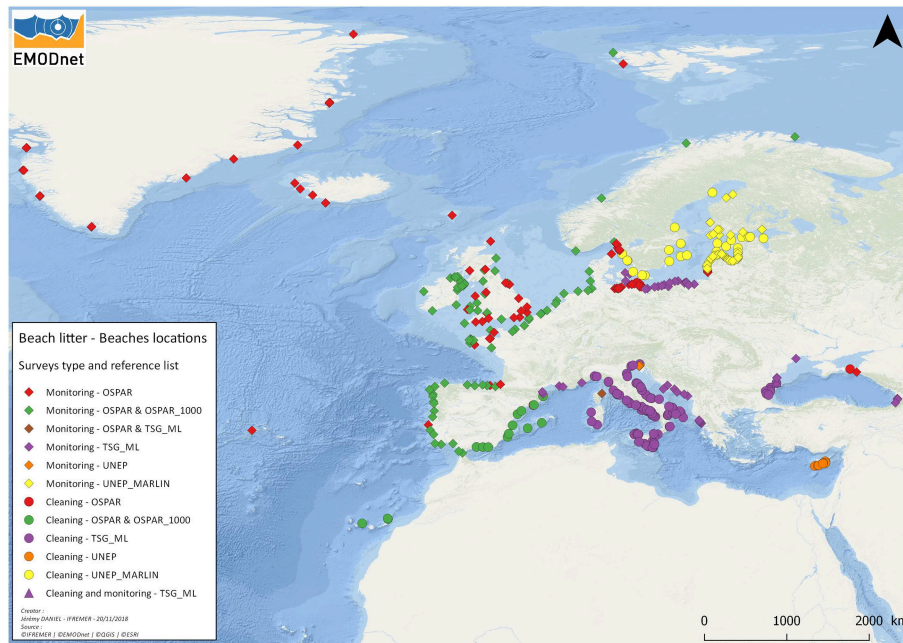 EMODnet
Beach litter - Beaches locations
Surveys type and reference list
Monitoring - OSPAR
Monitoring - OSPAR & OSPAR_1000
Monitoring - OSPAR & TSG_ML
Monitoring - TSG_ML
Monitoring - UNEP
Monitoring - UNEP_MARLIN
Cleaning - OSPAR
Cleaning - OSPAR & OSPAR_1000
Cleaning - TSG_ML
Cleaning - UNEP
Cleaning - UNEP_MARLIN
Cleaning and monitoring - TSG_ML
Creator :
Jérémy DANIEL - IFREMER - 20/11/2018
Source :
©IFREMER | ©EMODnet | ©QGIS | ©ESRI
0 1000 2000 km